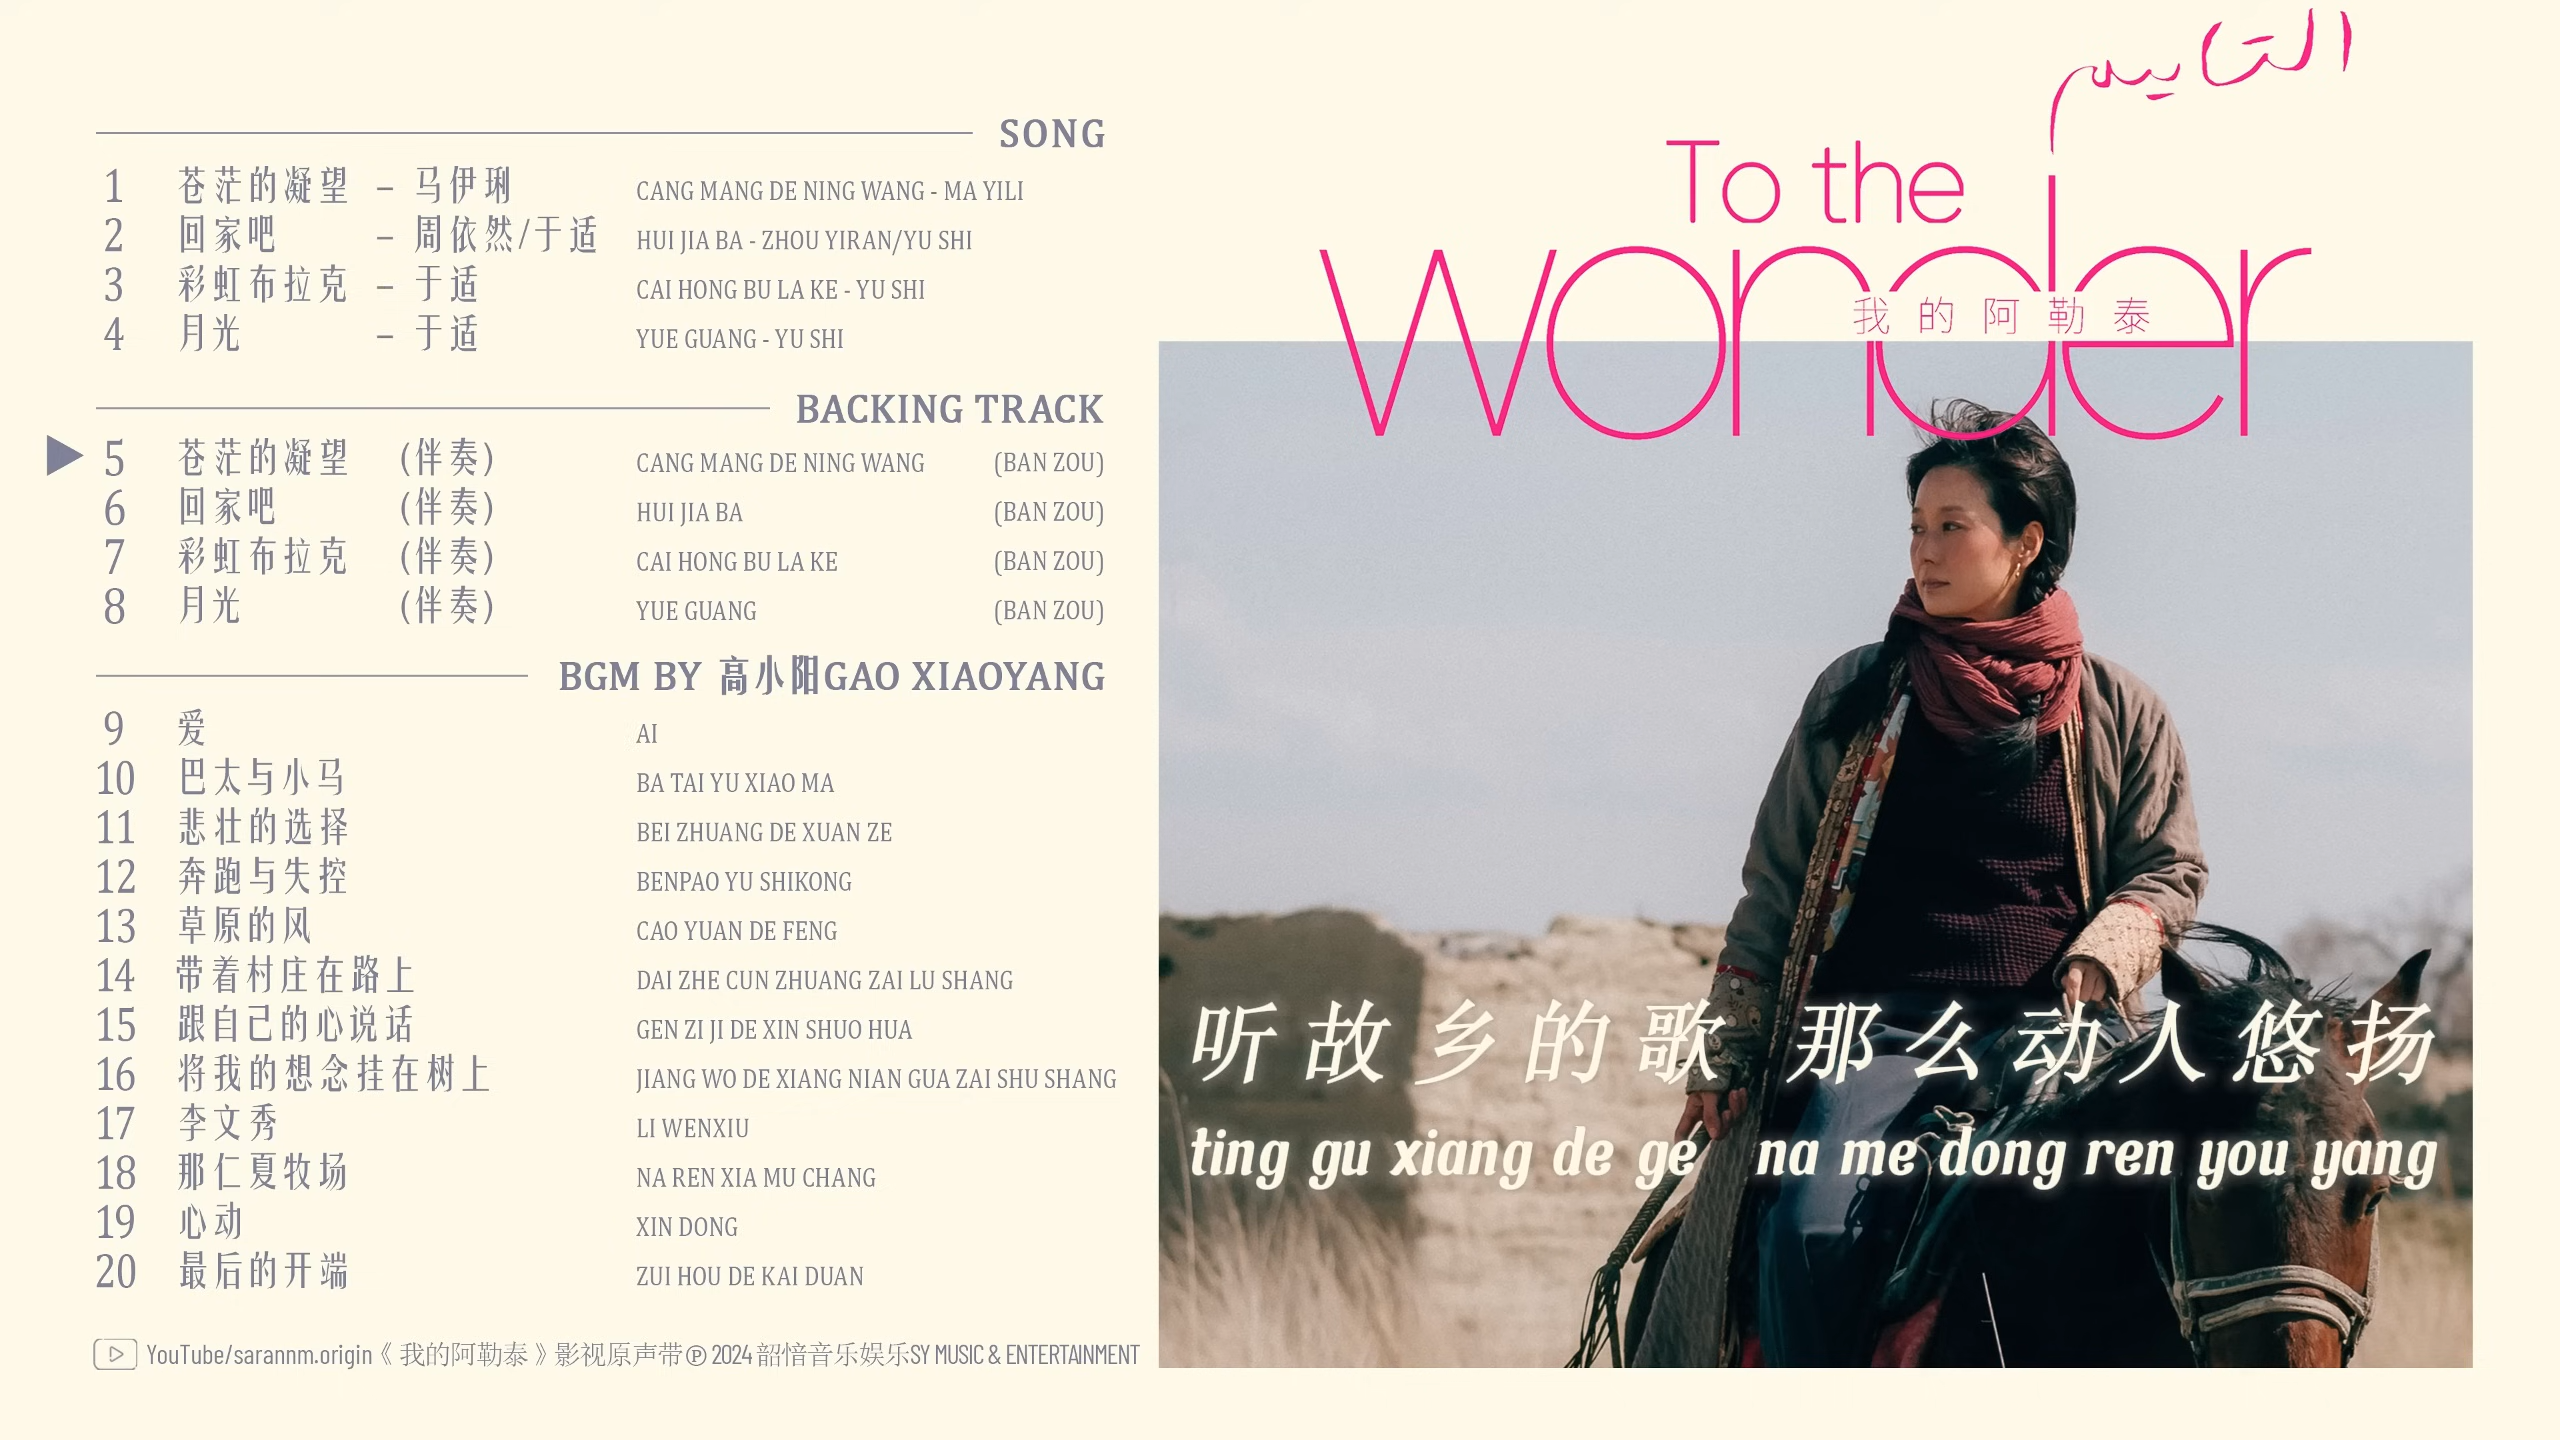 SONG
1 苍茫的凝望 – 马伊琍 CANG MANG DE NING WANG - MA YILI
2 回家吧 – 周依然/于适 HUI JIA BA - ZHOU YIRAN/YU SHI
3 彩虹布拉克 – 于适 CAI HONG BU LA KE - YU SHI
4 月光 – 于适 YUE GUANG - YU SHI
BACKING TRACK
5 苍茫的凝望 (伴奏) CANG MANG DE NING WANG (BAN ZOU)
6 回家吧 (伴奏) HUI JIA BA (BAN ZOU)
7 彩虹布拉克 (伴奏) CAI HONG BU LA KE (BAN ZOU)
8 月光 (伴奏) YUE GUANG (BAN ZOU)
BGM BY 高小阳GAO XIAOYANG
9 爱 AI
10 巴太与小马 BA TAI YU XIAO MA
11 悲壮的选择 BEI ZHUANG DE XUAN ZE
12 奔跑与失控 BENPAO YU SHIKONG
13 草原的风 CAO YUAN DE FENG
14 带着村庄在路上 DAI ZHE CUN ZHUANG ZAI LU SHANG
15 跟自己的心说话 GEN ZI JI DE XIN SHUO HUA
16 将我的想念挂在树上 JIANG WO DE XIANG NIAN GUA ZAI SHU SHANG
17 李文秀 LI WENXIU
18 那仁夏牧场 NA REN XIA MU CHANG
19 心动 XIN DONG
20 最后的开端 ZUI HOU DE KAI DUAN
YouTube/sarannm.origin《我的阿勒泰》影视原声带℗ 2024 韶愔音乐娱乐SY MUSIC & ENTERTAINMENT
To the
wonder
我的阿勒泰
听故乡的歌 那么动人悠扬
ting gu xiang de ge na me dong ren you yang